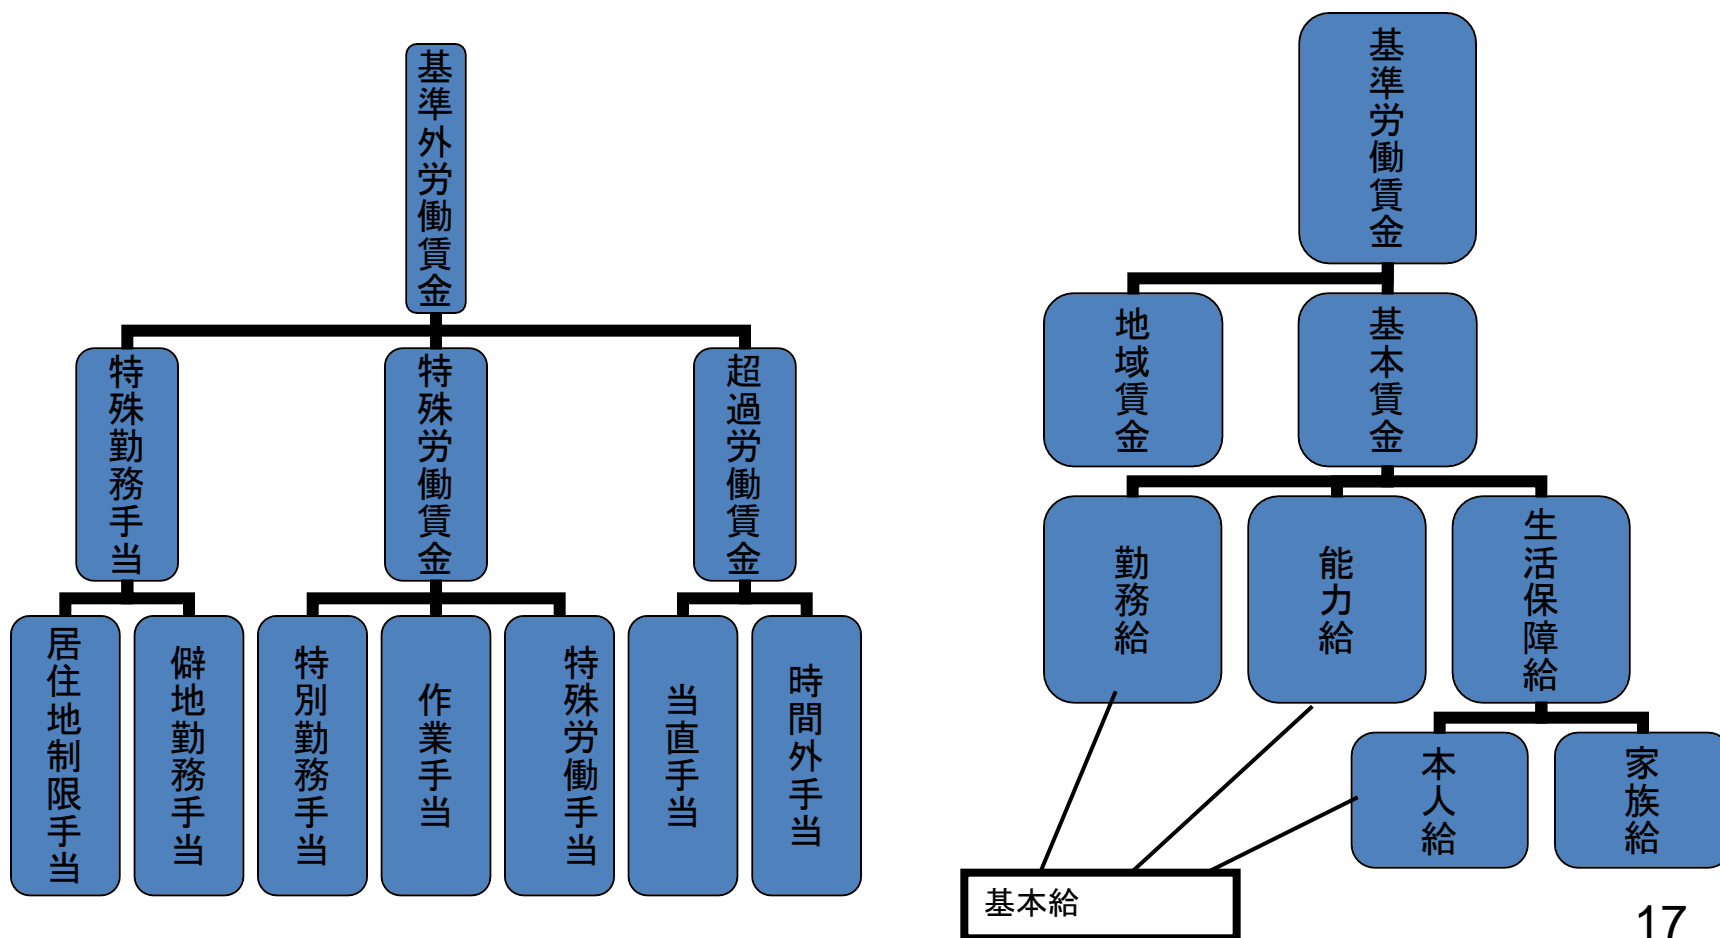 基準外労働賃金
特殊勤務手当
特殊労働賃金
超過労働賃金
居住地制限手当
僻地勤務手当
特別勤務手当
作業手当
特殊労働手当
当直手当
時間外手当
基準労働賃金
地域賃金
基本賃金
勤務給
能力給
生活保障給
本人給
家族給
基本給
17